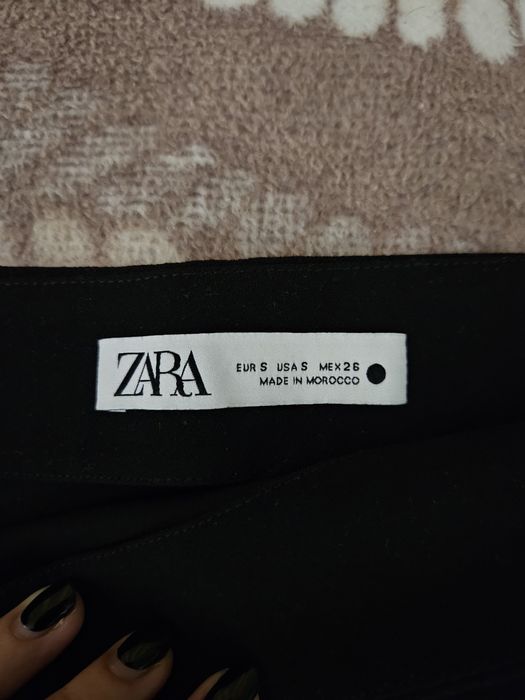 ZARA
EUR S USA S MEX 26
MADE IN MOROCCO